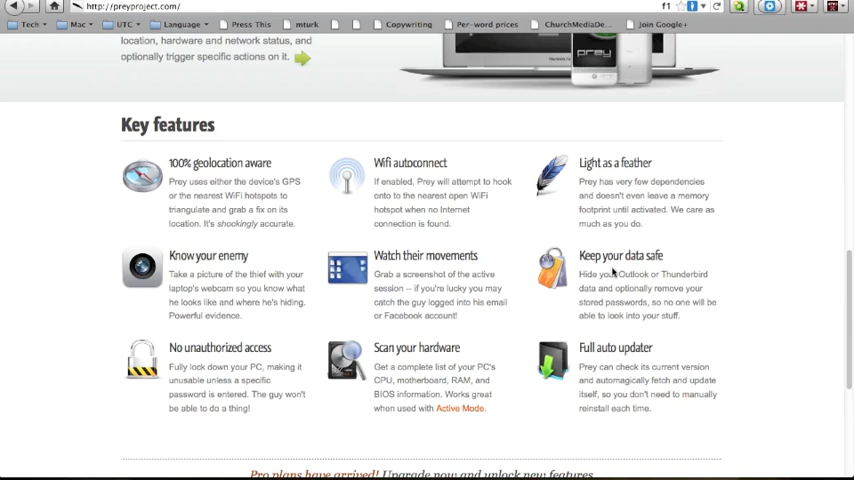 http://preyproject.com/
f1
Tech Mac UTC Language Press This mturk Copywriting Per-word prices ChurchMediaDe... Join Google+
location, hardware and network status, and
optionally trigger specific actions on it.
prey
Key features
100% geolocation aware
Prey uses either the device's GPS
or the nearest WiFi hotspots to
triangulate and grab a fix on its
location. It's shockingly accurate.
Wifi autoconnect
If enabled, Prey will attempt to hook
onto to the nearest open WiFi
hotspot when no Internet
connection is found.
Light as a feather
Prey has very few dependencies
and doesn't even leave a memory
footprint until activated. We care as
much as you do.
Know your enemy
Take a picture of the thief with your
laptop's webcam so you know what
he looks like and where he's hiding.
Powerful evidence.
Watch their movements
Grab a screenshot of the active
session -- if you're lucky you may
catch the guy logged into his email
or Facebook account!
Keep your data safe
Hide your Outlook or Thunderbird
data and optionally remove your
stored passwords, so no one will be
able to look into your stuff.
No unauthorized access
Fully lock down your PC, making it
unusable unless a specific
password is entered. The guy won't
be able to do a thing!
Scan your hardware
Get a complete list of your PC's
CPU, motherboard, RAM, and
BIOS information. Works great
when used with Active Mode.
Full auto updater
Prey can check its current version
and automagically fetch and update
itself, so you don't need to manually
reinstall each time.
Pro plans have arrived! Upgrade now and unlock new features